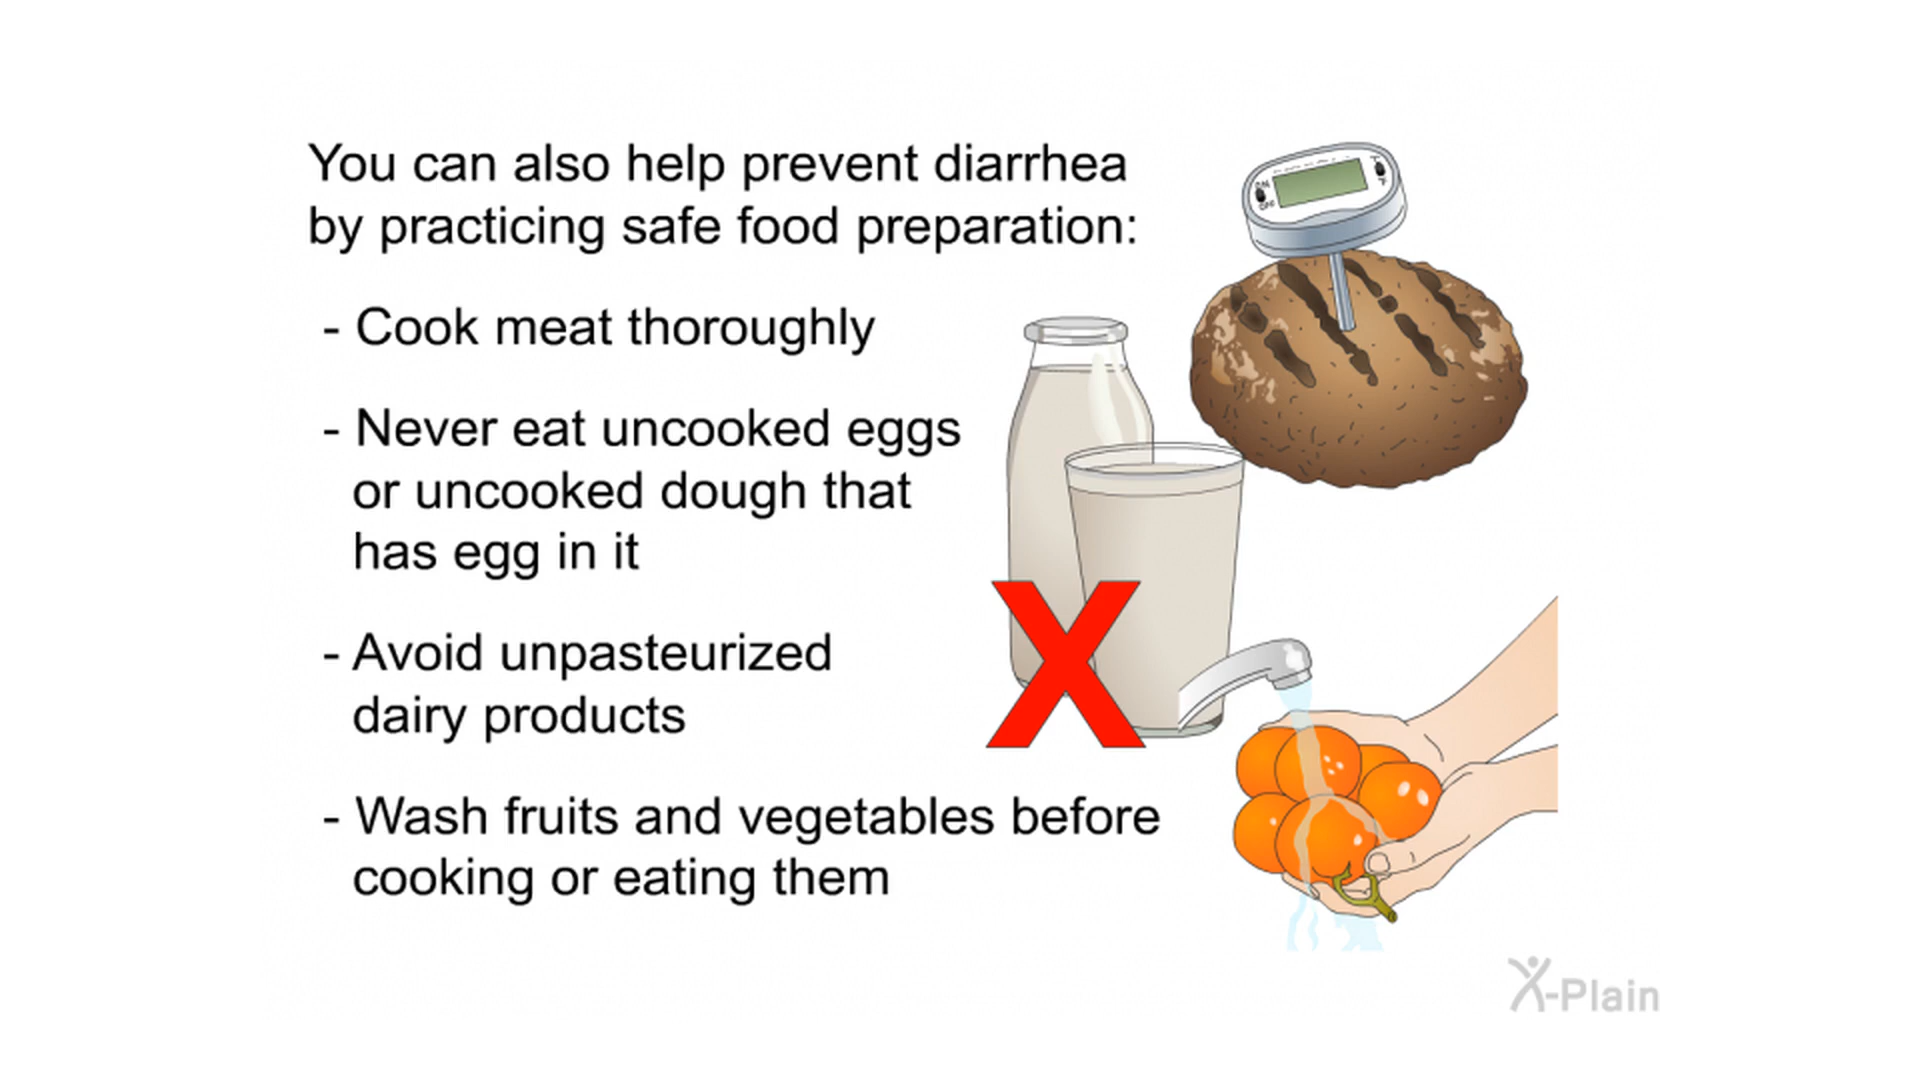 You can also help prevent diarrhea
by practicing safe food preparation:
- Cook meat thoroughly
- Never eat uncooked eggs
or uncooked dough that
has egg in it
- Avoid unpasteurized
dairy products
- Wash fruits and vegetables before
cooking or eating them
X
X-Plain